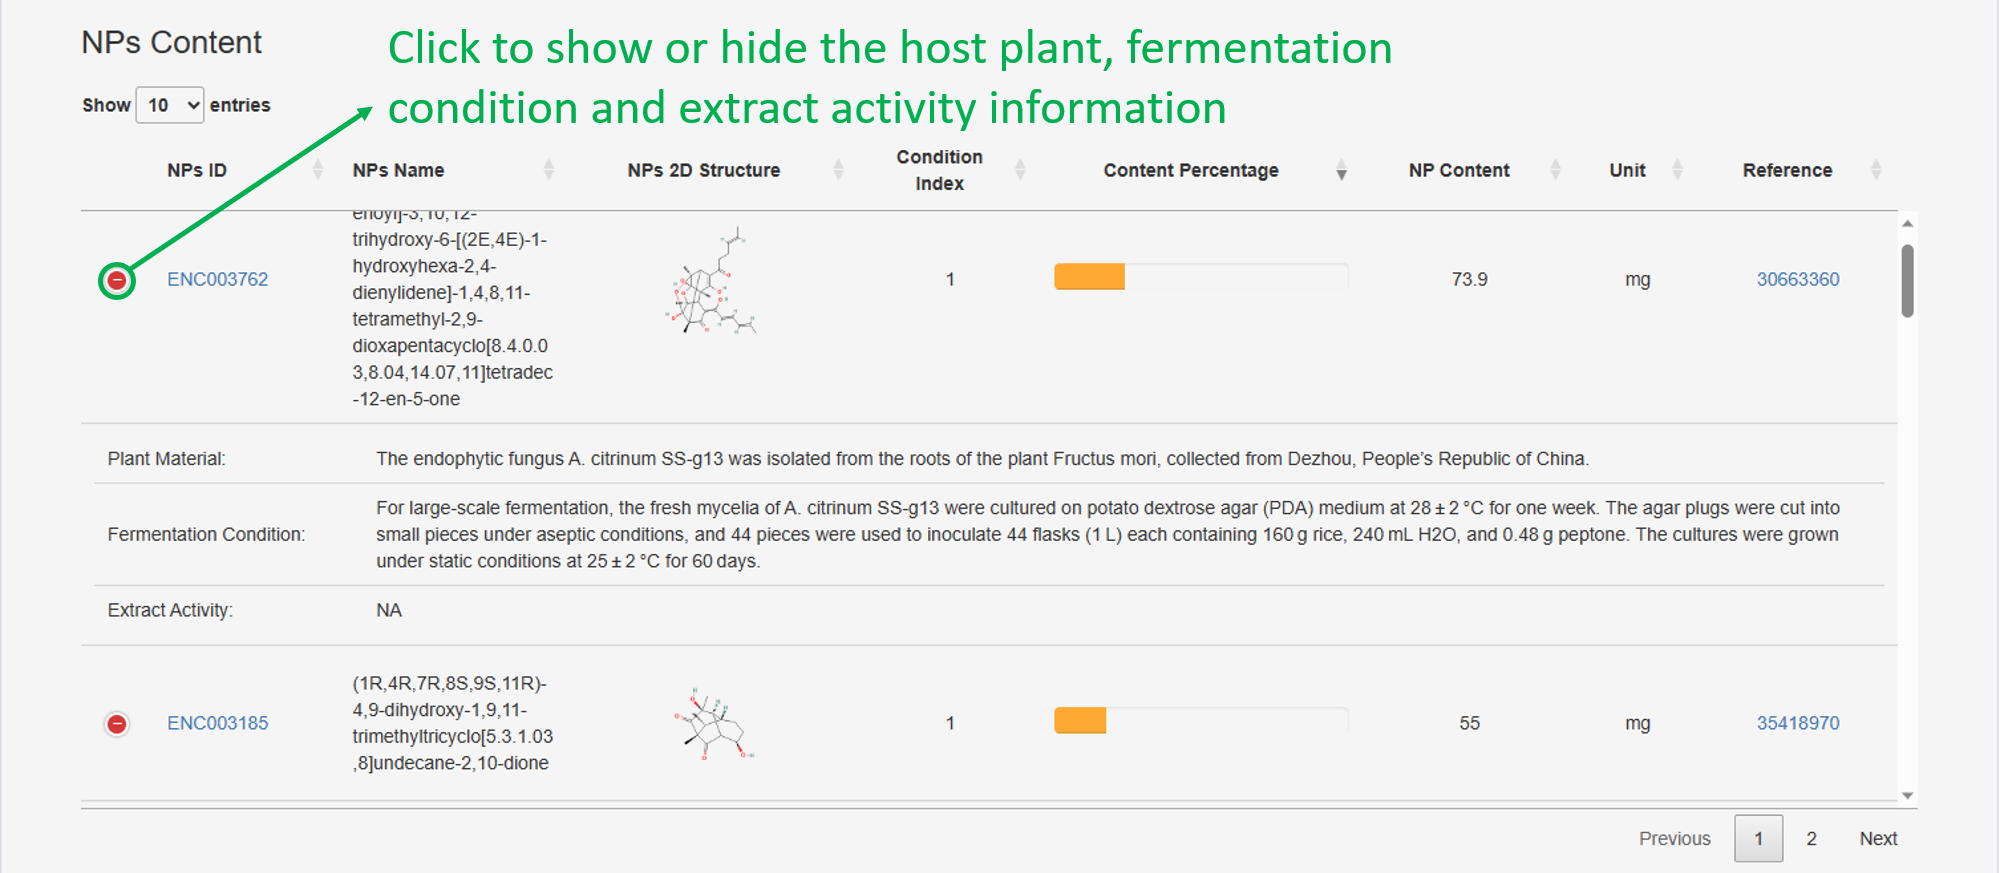 NPs Content
Click to show or hide the host plant, fermentation
condition and extract activity information
Show 10 entries
NPs ID
NPs Name
NPs 2D Structure
Condition
Index
Content Percentage
NP Content
Unit
Reference
ENC003762
enoyl]-3,10,12-
trihydroxy-6-[(2E,4E)-1-
hydroxyhexa-2,4-
dienylidene]-1,4,8,11-
tetramethyl-2,9-
dioxapentacyclo[8.4.0.0
3,8.04,14.07,11]tetradec
-12-en-5-one
1
73.9
mg
30663360
Plant Material:
The endophytic fungus A. citrinum SS-g13 was isolated from the roots of the plant Fructus mori, collected from Dezhou, People’s Republic of China.
Fermentation Condition:
For large-scale fermentation, the fresh mycelia of A. citrinum SS-g13 were cultured on potato dextrose agar (PDA) medium at 28 ± 2 °C for one week. The agar plugs were cut into
small pieces under aseptic conditions, and 44 pieces were used to inoculate 44 flasks (1 L) each containing 160 g rice, 240 mL H2O, and 0.48 g peptone. The cultures were grown
under static conditions at 25 ± 2 °C for 60 days.
Extract Activity:
NA
ENC003185
(1R,4R,7R,8S,9S,11R)-
4,9-dihydroxy-1,9,11-
trimethyltricyclo[5.3.1.03
,8]undecane-2,10-dione
1
55
mg
35418970
Previous
1
2
Next